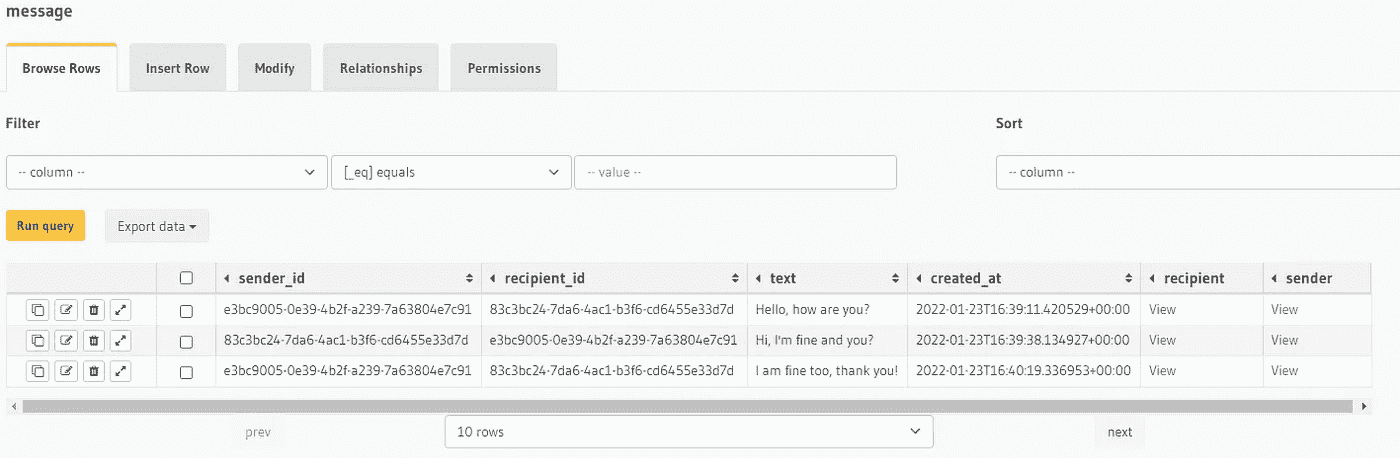 message
Browse Rows Insert Row Modify Relationships Permissions
Filter Sort
-- column -- [_eq] equals -- value -- -- column --
Run query Export data
sender_id recipient_id text created_at recipient sender
e3bc9005-0e39-4b2f-a239-7a63804e7c91 83c3bc24-7da6-4ac1-b3f6-cd6455e33d7d Hello, how are you? 2022-01-23T16:39:11.420529+00:00 View View
83c3bc24-7da6-4ac1-b3f6-cd6455e33d7d e3bc9005-0e39-4b2f-a239-7a63804e7c91 Hi, I'm fine and you? 2022-01-23T16:39:38.134927+00:00 View View
e3bc9005-0e39-4b2f-a239-7a63804e7c91 83c3bc24-7da6-4ac1-b3f6-cd6455e33d7d I am fine too, thank you! 2022-01-23T16:40:19.336953+00:00 View View
prev 10 rows next